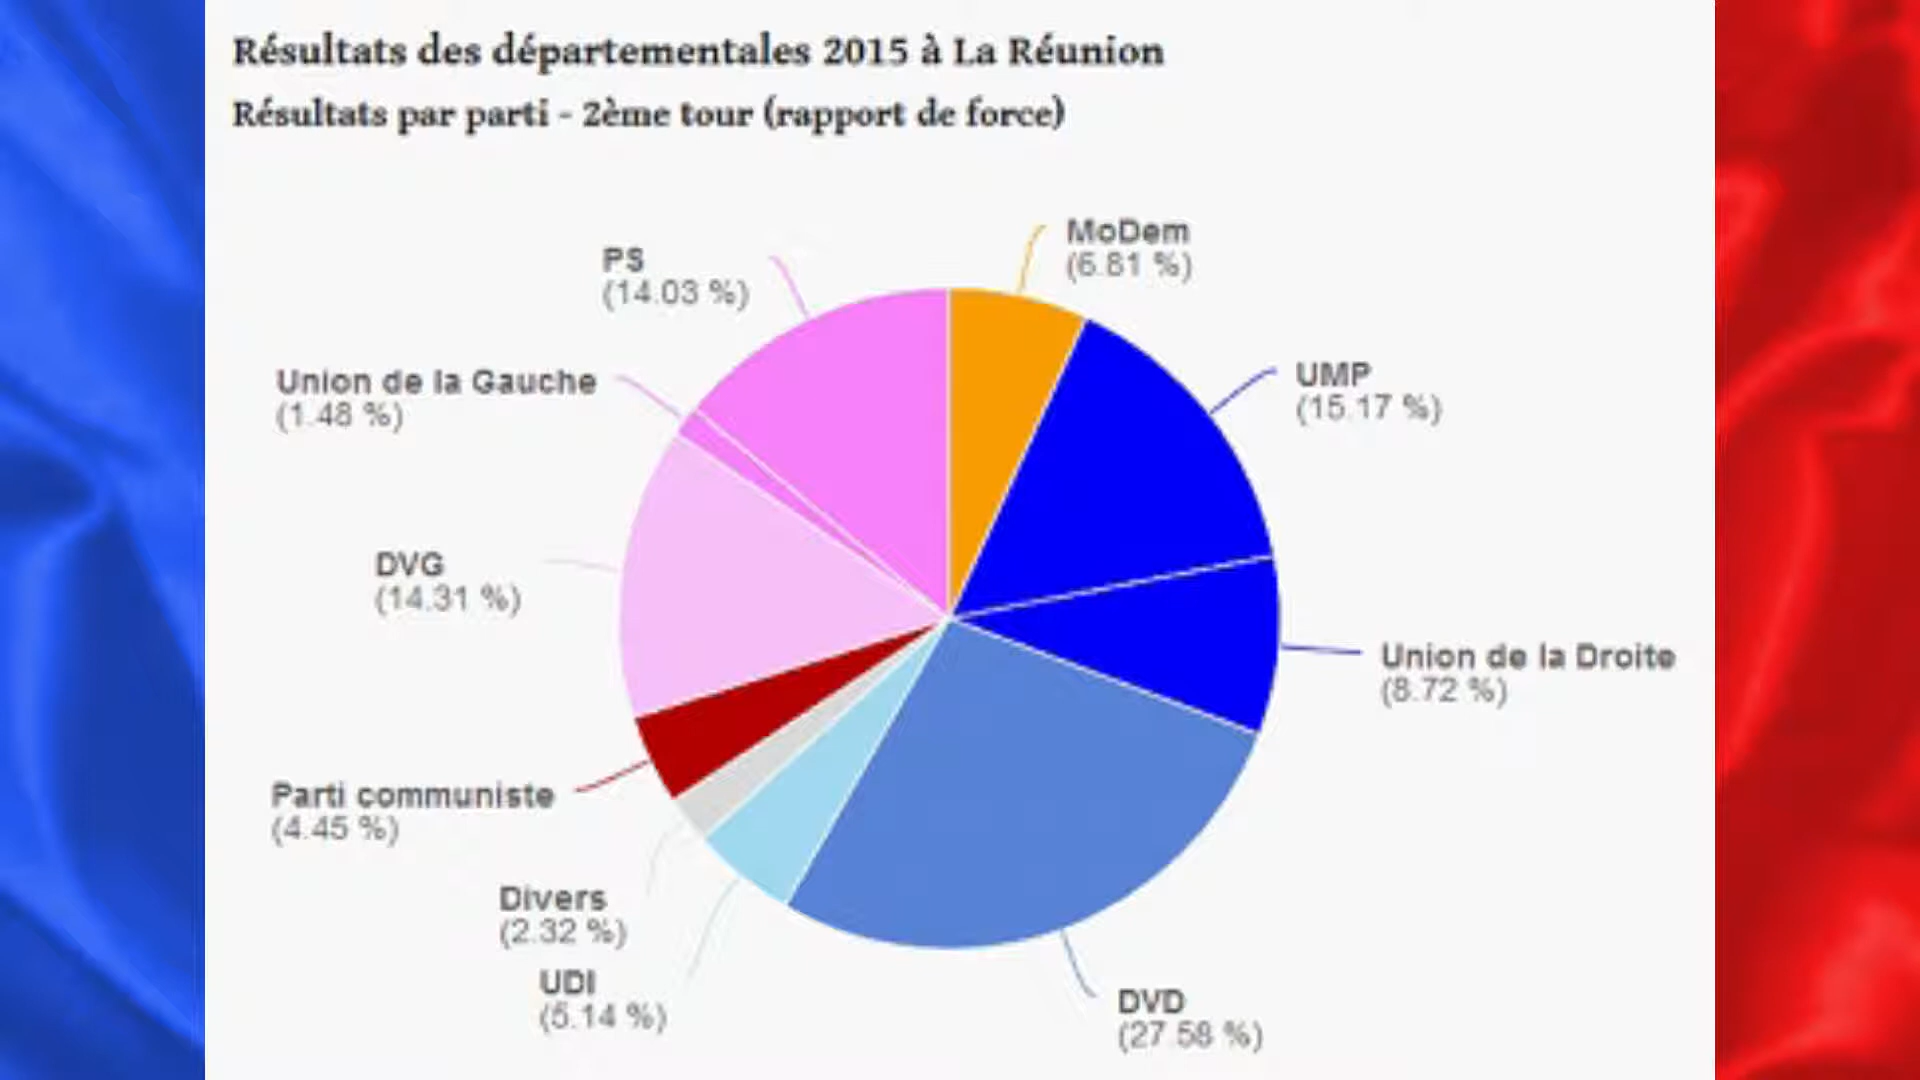 Résultats des départementales 2015 à La Réunion
Résultats par parti - 2ème tour (rapport de force)
MoDem
(6.81 %)
PS
(14.03 %)
UMP
(15.17 %)
Union de la Gauche
(1.48 %)
DVG
(14.31 %)
Union de la Droite
(8.72 %)
Parti communiste
(4.45 %)
Divers
(2.32 %)
UDI
(5.14 %)
DVD
(27.58 %)